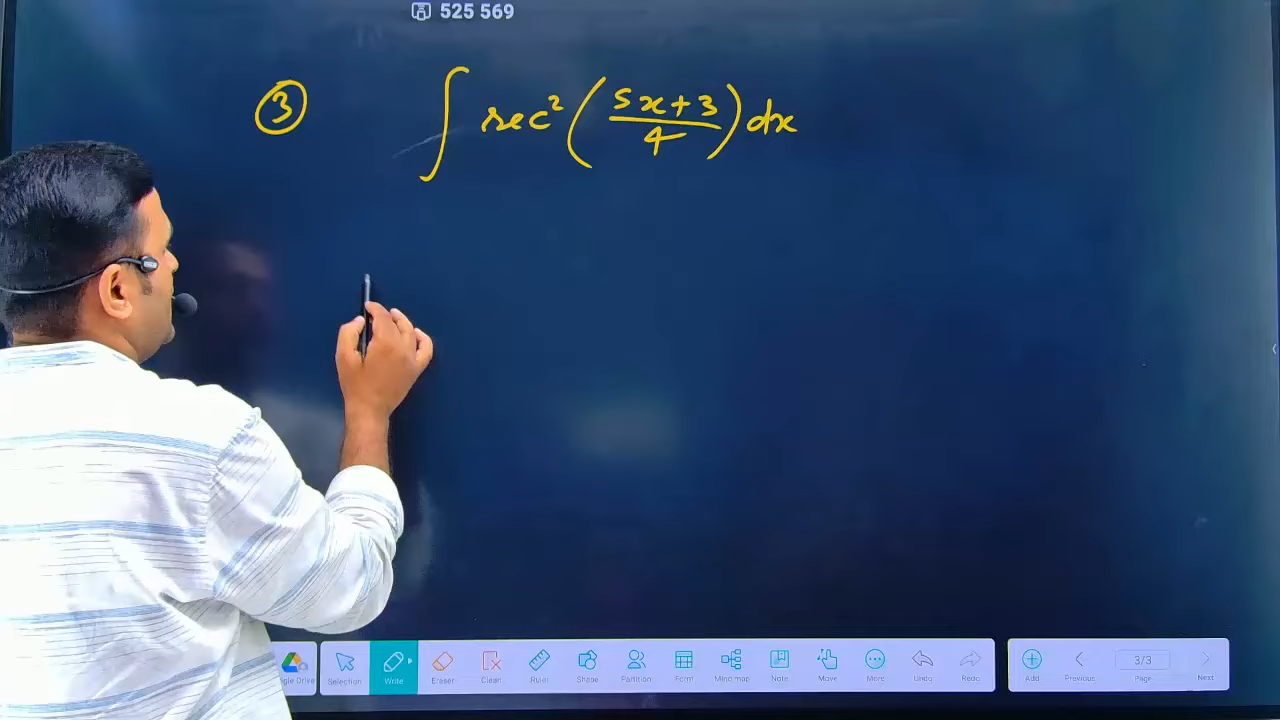 525 569
③ ∫ sec² (5x+3/4) dx
gle Drive
Selection
Write
Eraser
Clean
Ruler
Shape
Partition
Form
Mind map
Note
Move
More
Undo
Redo
Add
Previous
3/3
Page
Next